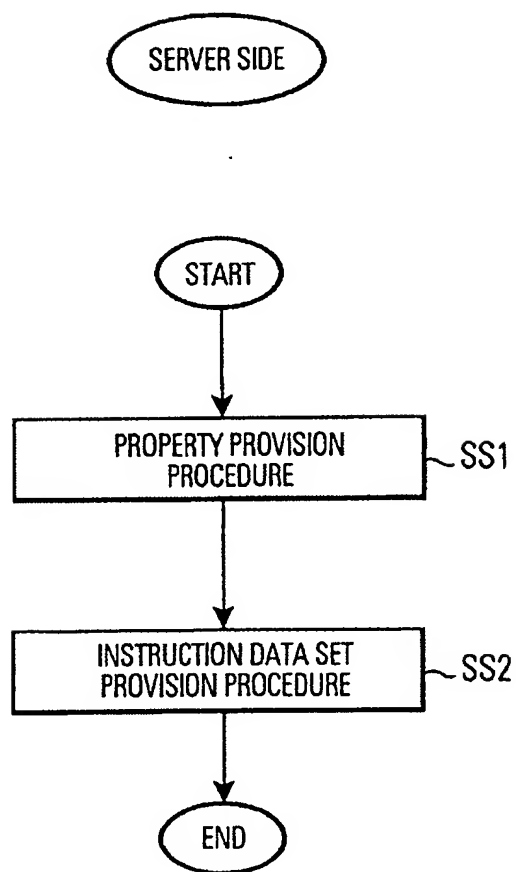 SERVER SIDE
START
PROPERTY PROVISION
PROCEDURE
SS1
INSTRUCTION DATA SET
PROVISION PROCEDURE
SS2
END